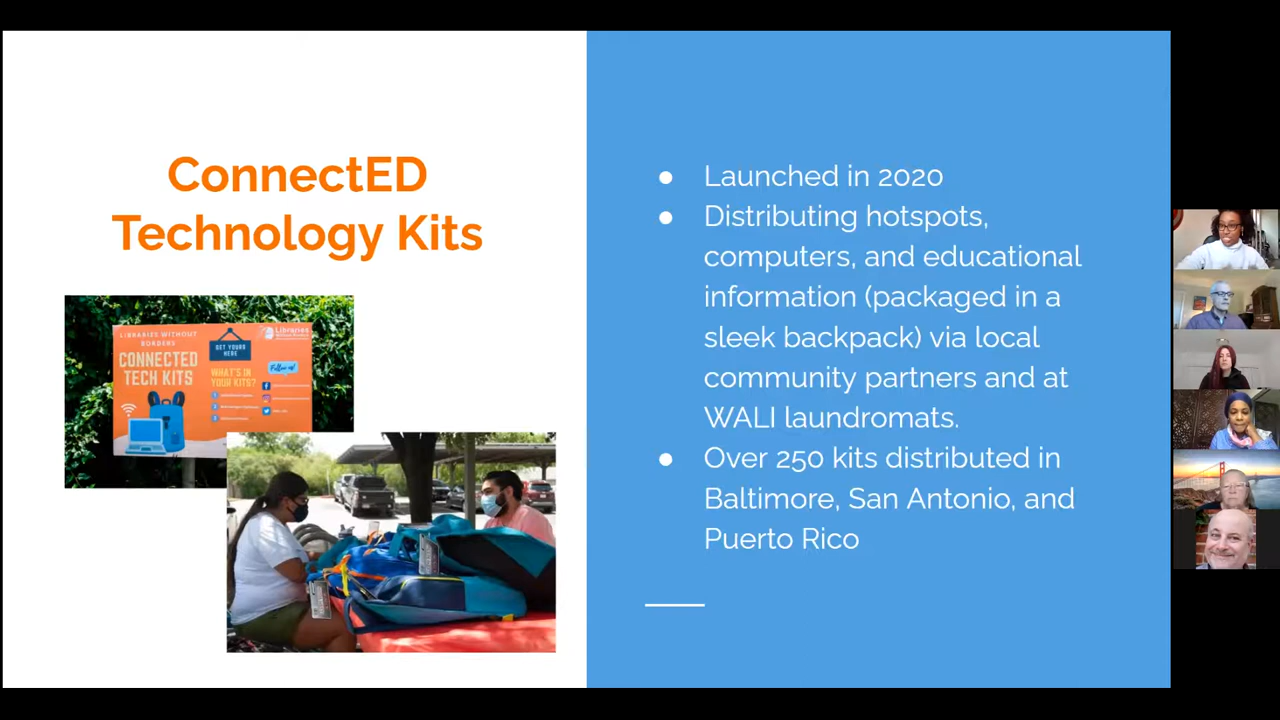 ConnectED
Technology Kits
LIBRARIES WITHOUT
BORDERS
CONNECTED
TECH KITS
GET YOURS
HERE
WHAT'S IN
YOUR KITS?
Libraries
Follow us!
● Launched in 2020
● Distributing hotspots,
computers, and educational
information (packaged in a
sleek backpack) via local
community partners and at
WALI laundromats.
● Over 250 kits distributed in
Baltimore, San Antonio, and
Puerto Rico